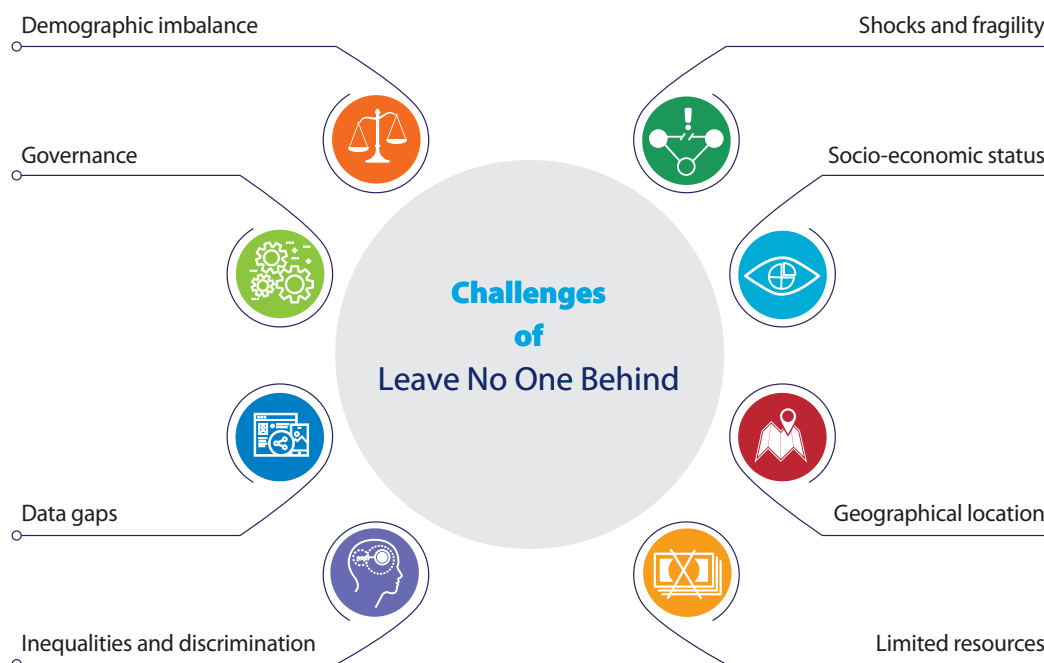 Demographic imbalance
Shocks and fragility
Governance
Socio-economic status
Challenges
of
Leave No One Behind
Data gaps
Geographical location
Inequalities and discrimination
Limited resources